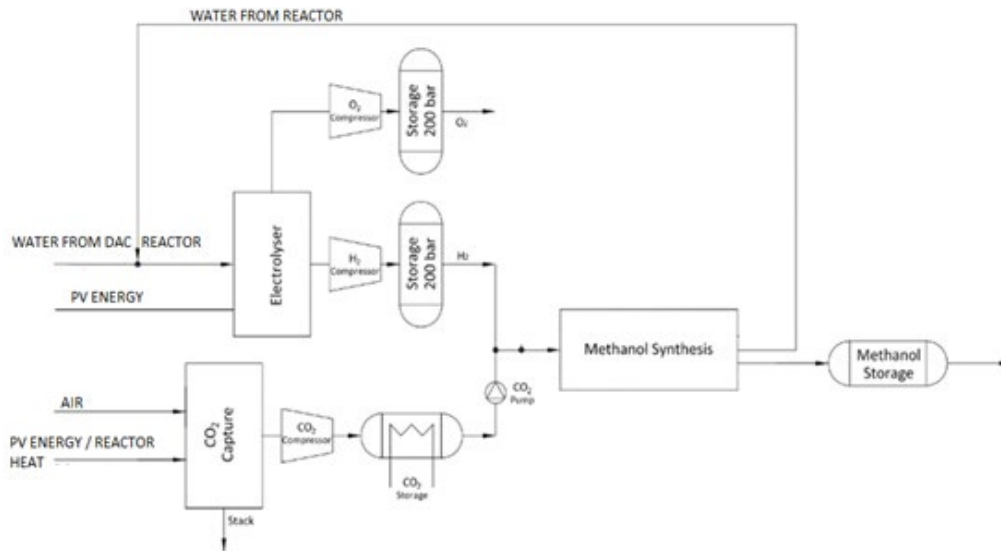 WATER FROM REACTOR
O2
Compressor
Storage
200 bar
O2
WATER FROM DAC REACTOR
PV ENERGY
Electrolyser
H2
Compressor
Storage
200 bar
H2
Methanol Synthesis
Methanol
Storage
CO2
Pump
AIR
PV ENERGY / REACTOR
HEAT
CO2
Capture
CO2
Compressor
CO2
Storage
Stack